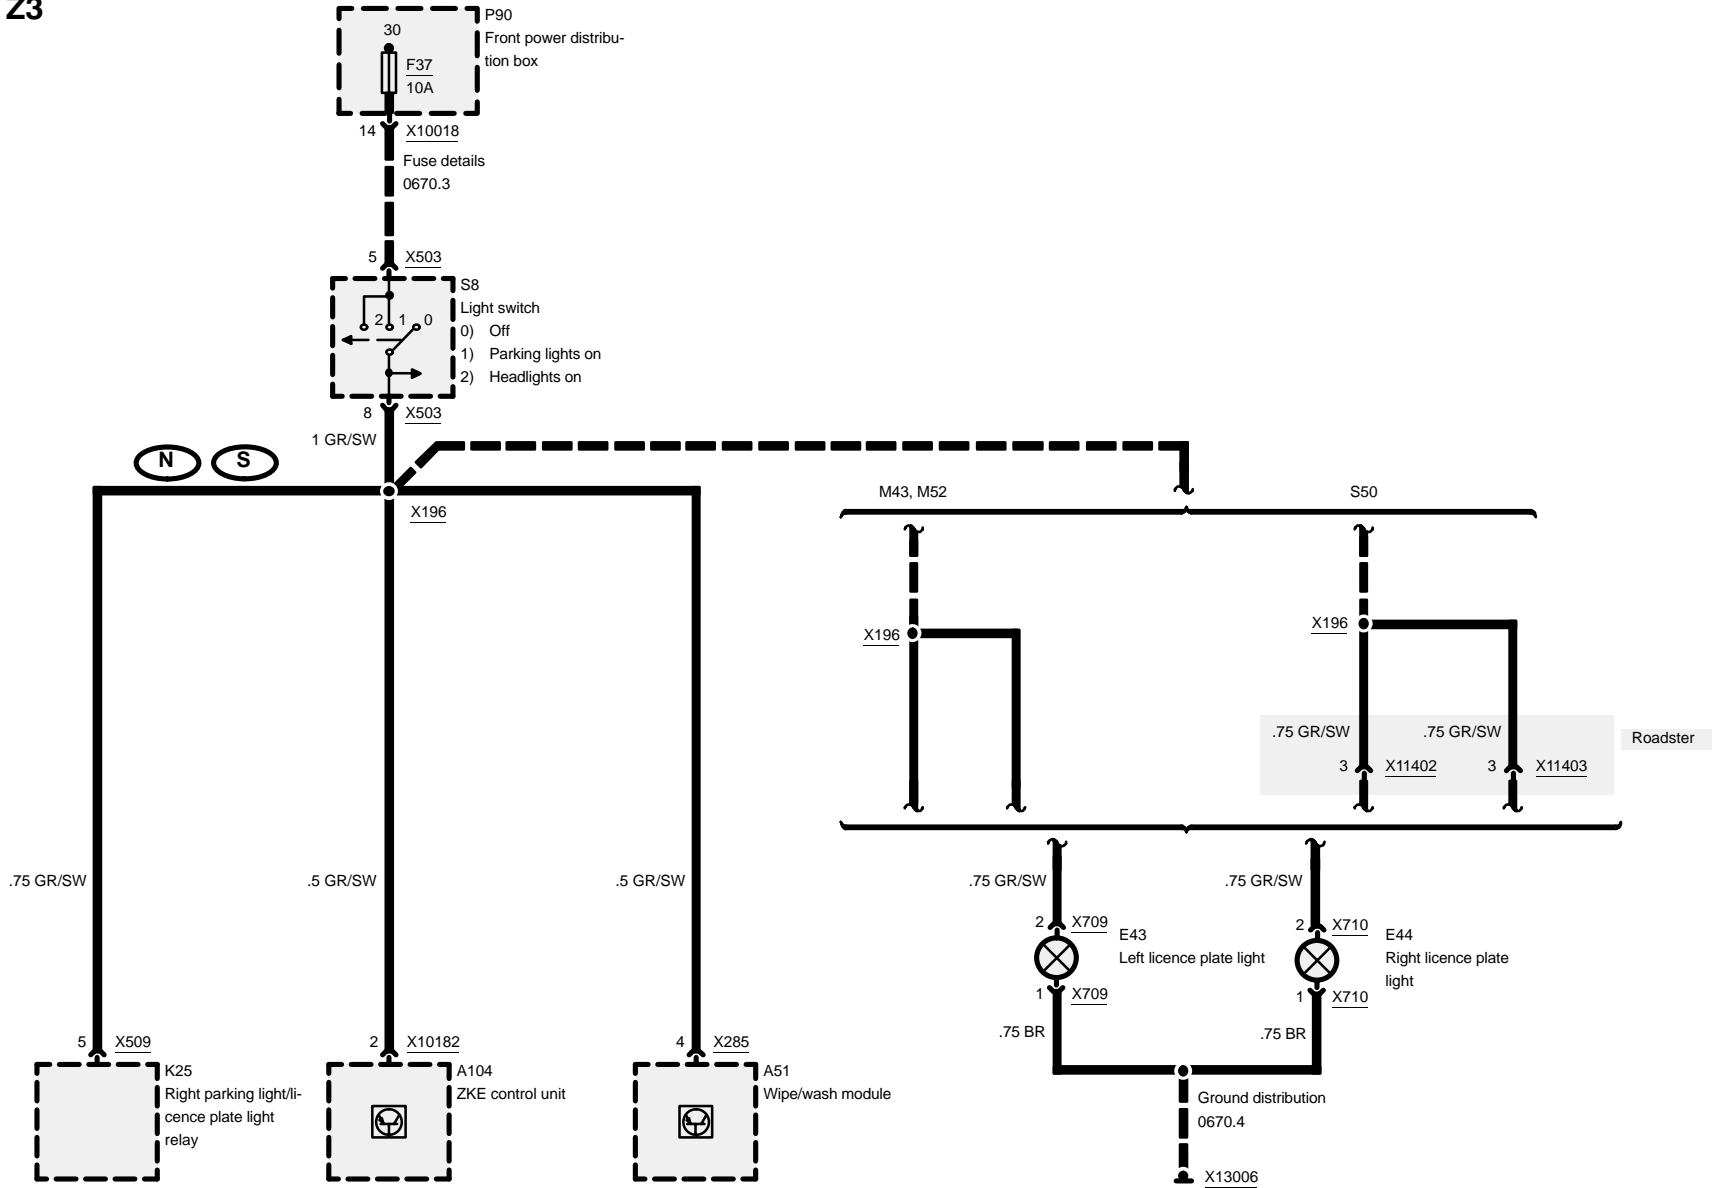 Z3
P90
Front power distribu-
tion box
30
F37
10A
14 X10018
Fuse details
0670.3
5 X503
S8
Light switch
0) Off
1) Parking lights on
2) Headlights on
2 1 0
8 X503
1 GR/SW
N S
X196
M43, M52
S50
X196
X196
.75 GR/SW
.75 GR/SW
Roadster
3 X11402
3 X11403
.75 GR/SW
.5 GR/SW
.5 GR/SW
.75 GR/SW
.75 GR/SW
2 X709
E43
Left licence plate light
1 X709
2 X710
E44
Right licence plate
light
1 X710
.75 BR
.75 BR
5 X509
K25
Right parking light/li-
cence plate light
relay
2 X10182
A104
ZKE control unit
4 X285
A51
Wipe/wash module
Ground distribution
0670.4
X13006